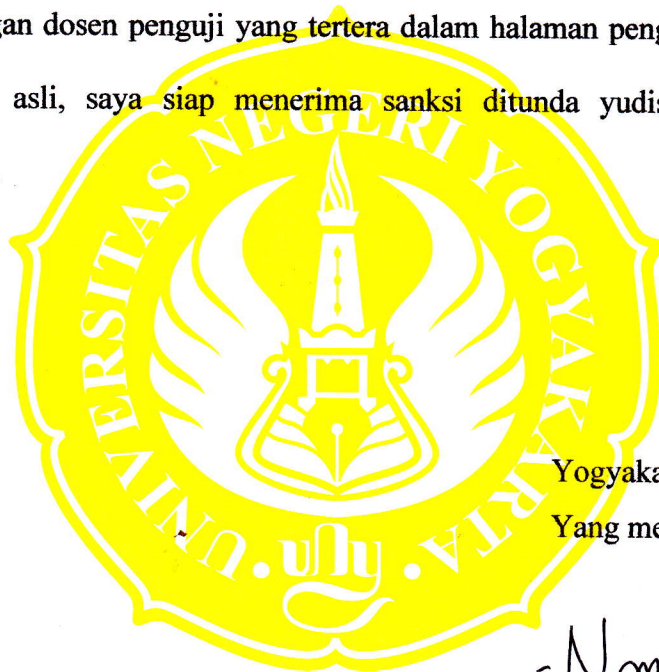 gan dosen penguji yang tertera dalam halaman peng
asli, saya siap menerima sanksi ditunda yudis
UNIVERSITAS NEGERI YOGYAKARTA
uny
Yogyaka
Yang me